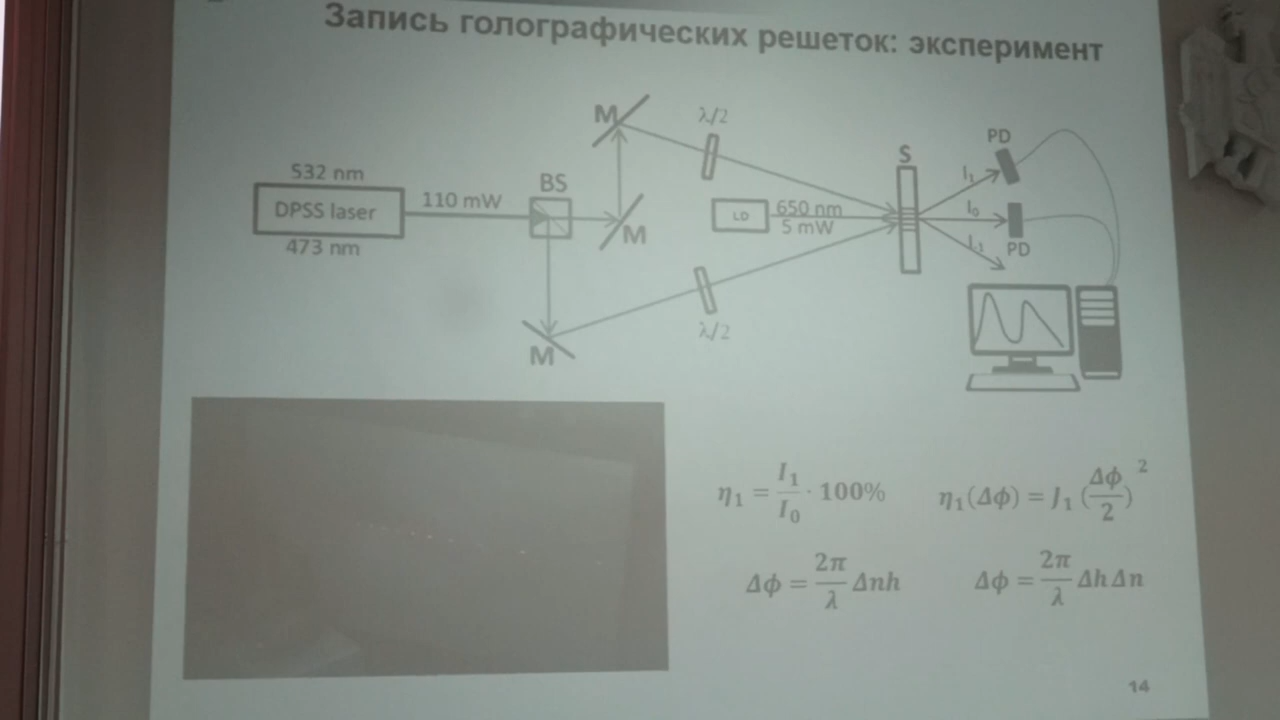 Запись голографических решеток: эксперимент
532 nm
DPSS laser
473 nm
110 mW
BS
M
M
M
λ/2
λ/2
LD
650 nm
5 mW
S
I₁
I₀
I₋₁
PD
PD
η₁ = I₁/I₀ · 100%
η₁(Δϕ) = J₁ (Δϕ/2)²
Δϕ = 2π/λ Δnh
Δϕ = 2π/λ ΔhΔn
14